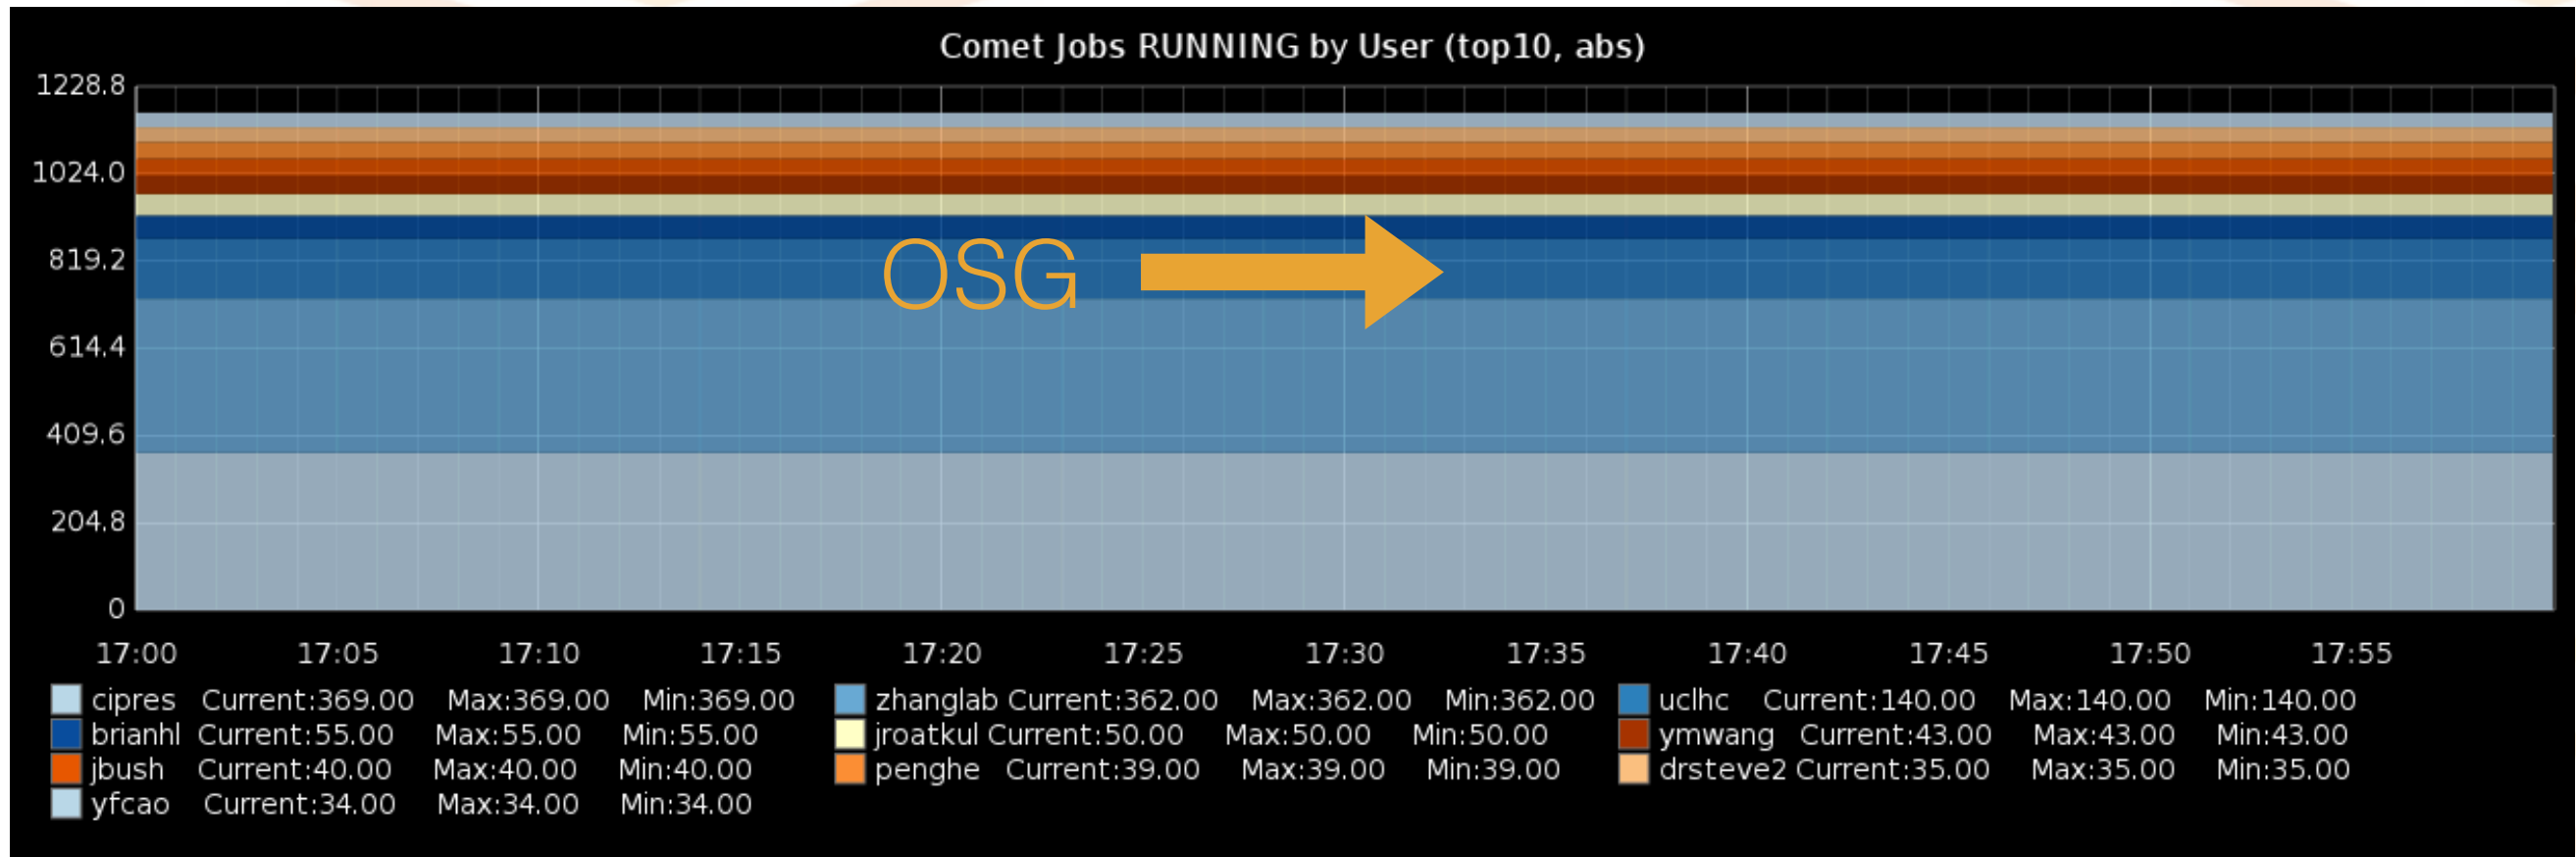 Comet Jobs RUNNING by User (top10, abs)
1228.8
1024.0
819.2
614.4
409.6
204.8
0
OSG
17:00 17:05 17:10 17:15 17:20 17:25 17:30 17:35 17:40 17:45 17:50 17:55
cipres Current:369.00 Max:369.00 Min:369.00 zhanglab Current:362.00 Max:362.00 Min:362.00 uclhc Current:140.00 Max:140.00 Min:140.00
brianhl Current:55.00 Max:55.00 Min:55.00 jroatkul Current:50.00 Max:50.00 Min:50.00 ymwang Current:43.00 Max:43.00 Min:43.00
jbush Current:40.00 Max:40.00 Min:40.00 penghe Current:39.00 Max:39.00 Min:39.00 drsteve2 Current:35.00 Max:35.00 Min:35.00
yfcao Current:34.00 Max:34.00 Min:34.00